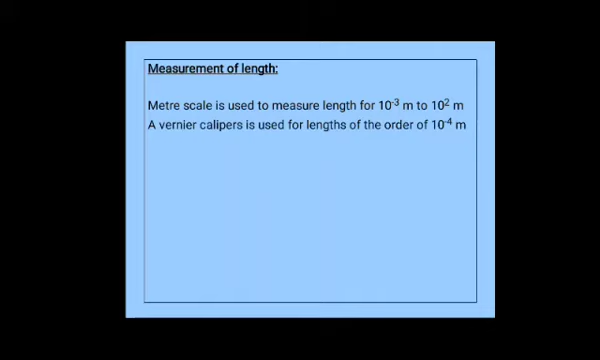 Measurement of length:
Metre scale is used to measure length for 10⁻³ m to 10² m
A vernier calipers is used for lengths of the order of 10⁻⁴ m